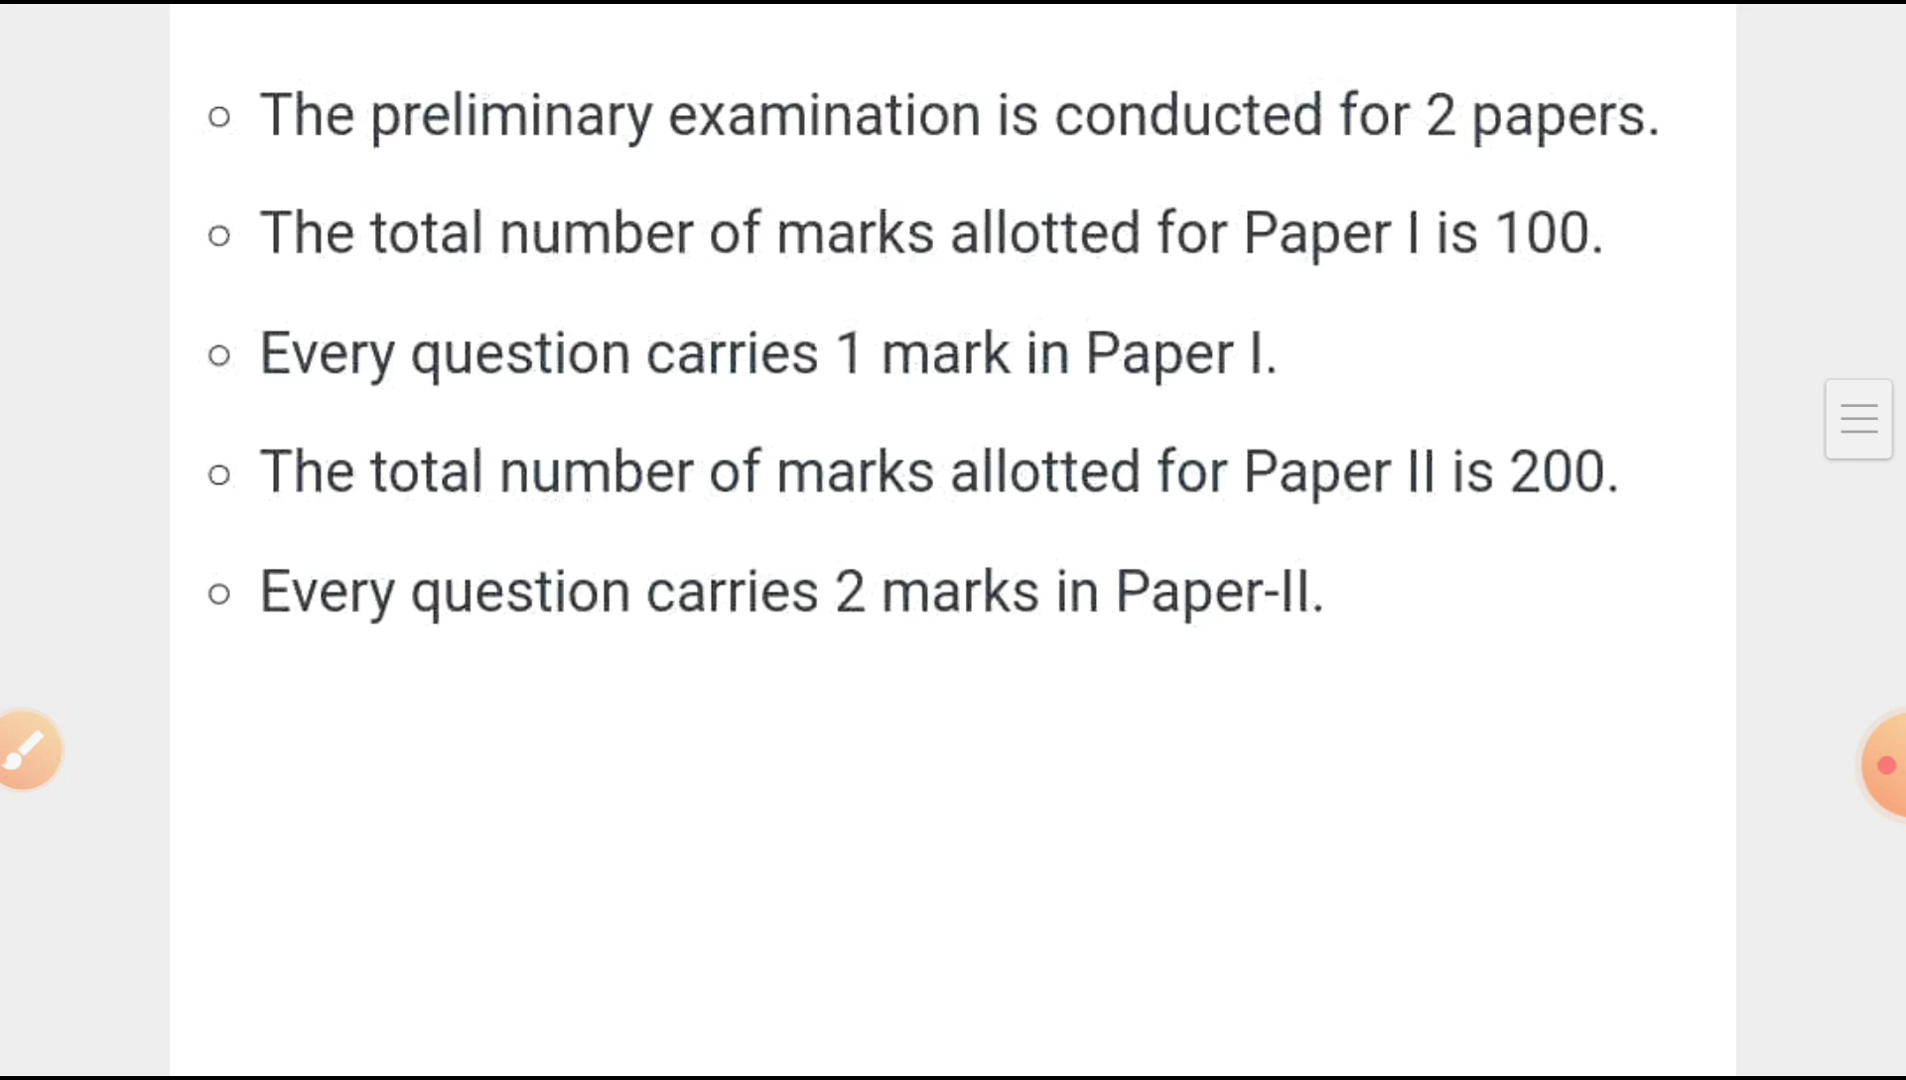 The preliminary examination is conducted for 2 papers.
The total number of marks allotted for Paper I is 100.
Every question carries 1 mark in Paper I.
The total number of marks allotted for Paper II is 200.
Every question carries 2 marks in Paper-II.